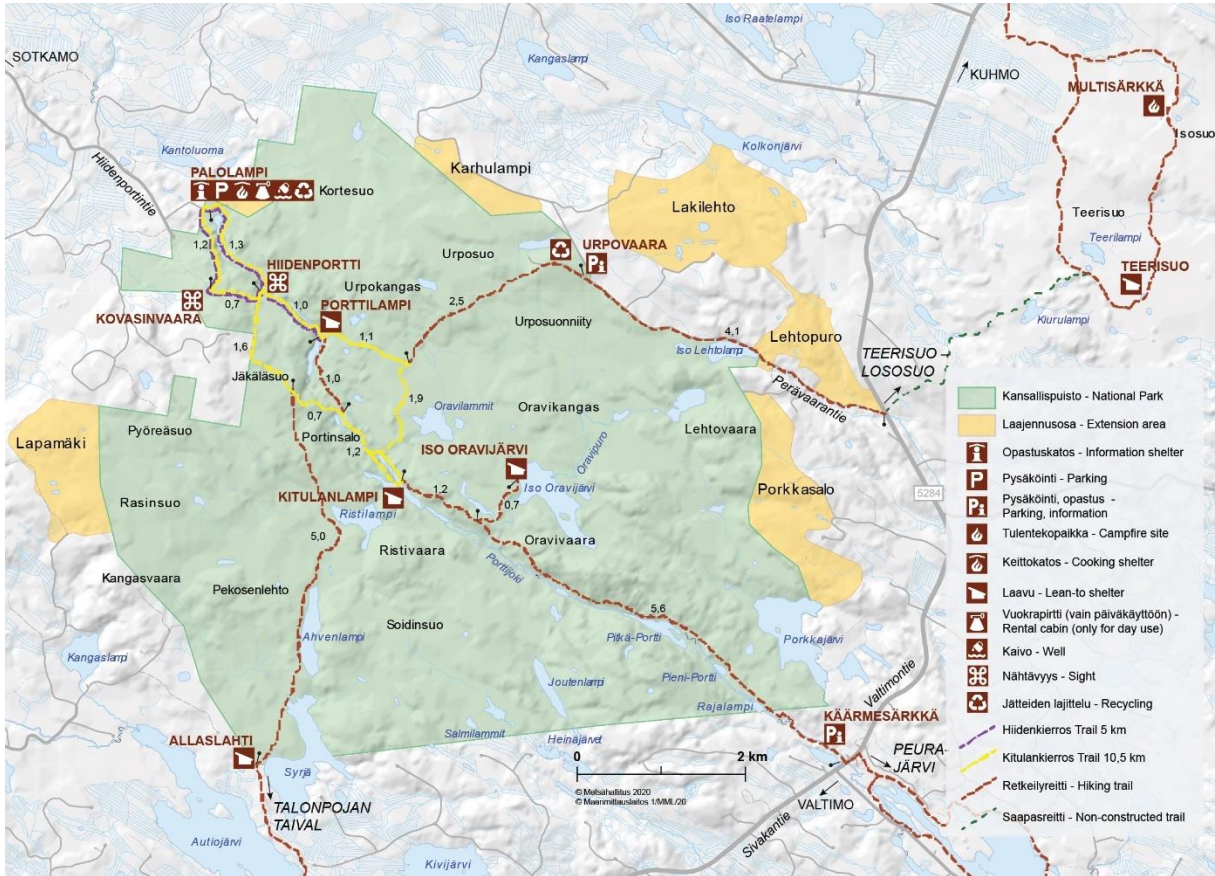 SOTKAMO
Kangaslampi
Iso Raatelampi
KUHMO
MULTISÄRKKÄ
Isosuo
Hiidenportintie
Kantoluoma
PALOLAMPI
P
Kortesuo
Karhulampi
Kolkonjärvi
Lakilehto
Teerisuo
Teerilampi
TEERISUO
Kiurulampi
1,2
1,3
HIIDENPORTTI
Urposuo
URPOVAARA
Pi
KOVASINVAARA
0,7
1,0
Urpokangas
PORTTILAMPI
2,5
Urposuonniity
4,1
Iso Lehtolampi
Lehtopuro
TEERISUO -
LOSOSUO
Perävaarantie
1,6
1,1
Jäkäläsuo
1,0
1,9
Oravilammit
Oravikangas
Lehtovaara
0,7
Portinsalo
1,2
Pyöreäsuo
Lapamäki
ISO ORAVIJÄRVI
Oravipuro
Iso Oravijärvi
Porkkasalo
5284
Rasinsuo
KITULANLAMPI
1,2
0,7
Ristilampi
5,0
Ristivaara
Oravivaara
Porttijoki
Kangasvaara
Pekosenlehto
5,6
Soidinsuo
Ahvenlampi
Pitkä-Portti
Porkkajärvi
Kangaslampi
Joutenlampi
Pieni-Portti
Valtimontie
Rajalampi
ALLASLAHTI
Salmilammit
Heinäjärvet
KÄÄRMESÄRKKÄ
Pi
Syrjä
0
2 km
PEURA-
JÄRVI
TALONPOJAN
TAIVAL
© Metsähallitus 2020
© Maanmittauslaitos 1/MML/20
VALTIMO
Sivakantie
Autiojärvi
Kivijärvi
Kansallispuisto - National Park
Laajennusosa - Extension area
Opastuskatos - Information shelter
P
Pysäköinti - Parking
Pi
Pysäköinti, opastus -
Parking, information
Tulentekopaikka - Campfire site
Keittokatos - Cooking shelter
Laavu - Lean-to shelter
Vuokrapirtti (vain päiväkäyttöön) -
Rental cabin (only for day use)
Kaivo - Well
Nähtävyys - Sight
Jätteiden lajittelu - Recycling
Hiidenkierros Trail 5 km
Kitulankierros Trail 10,5 km
Retkeilyreitti - Hiking trail
Saapasreitti - Non-constructed trail